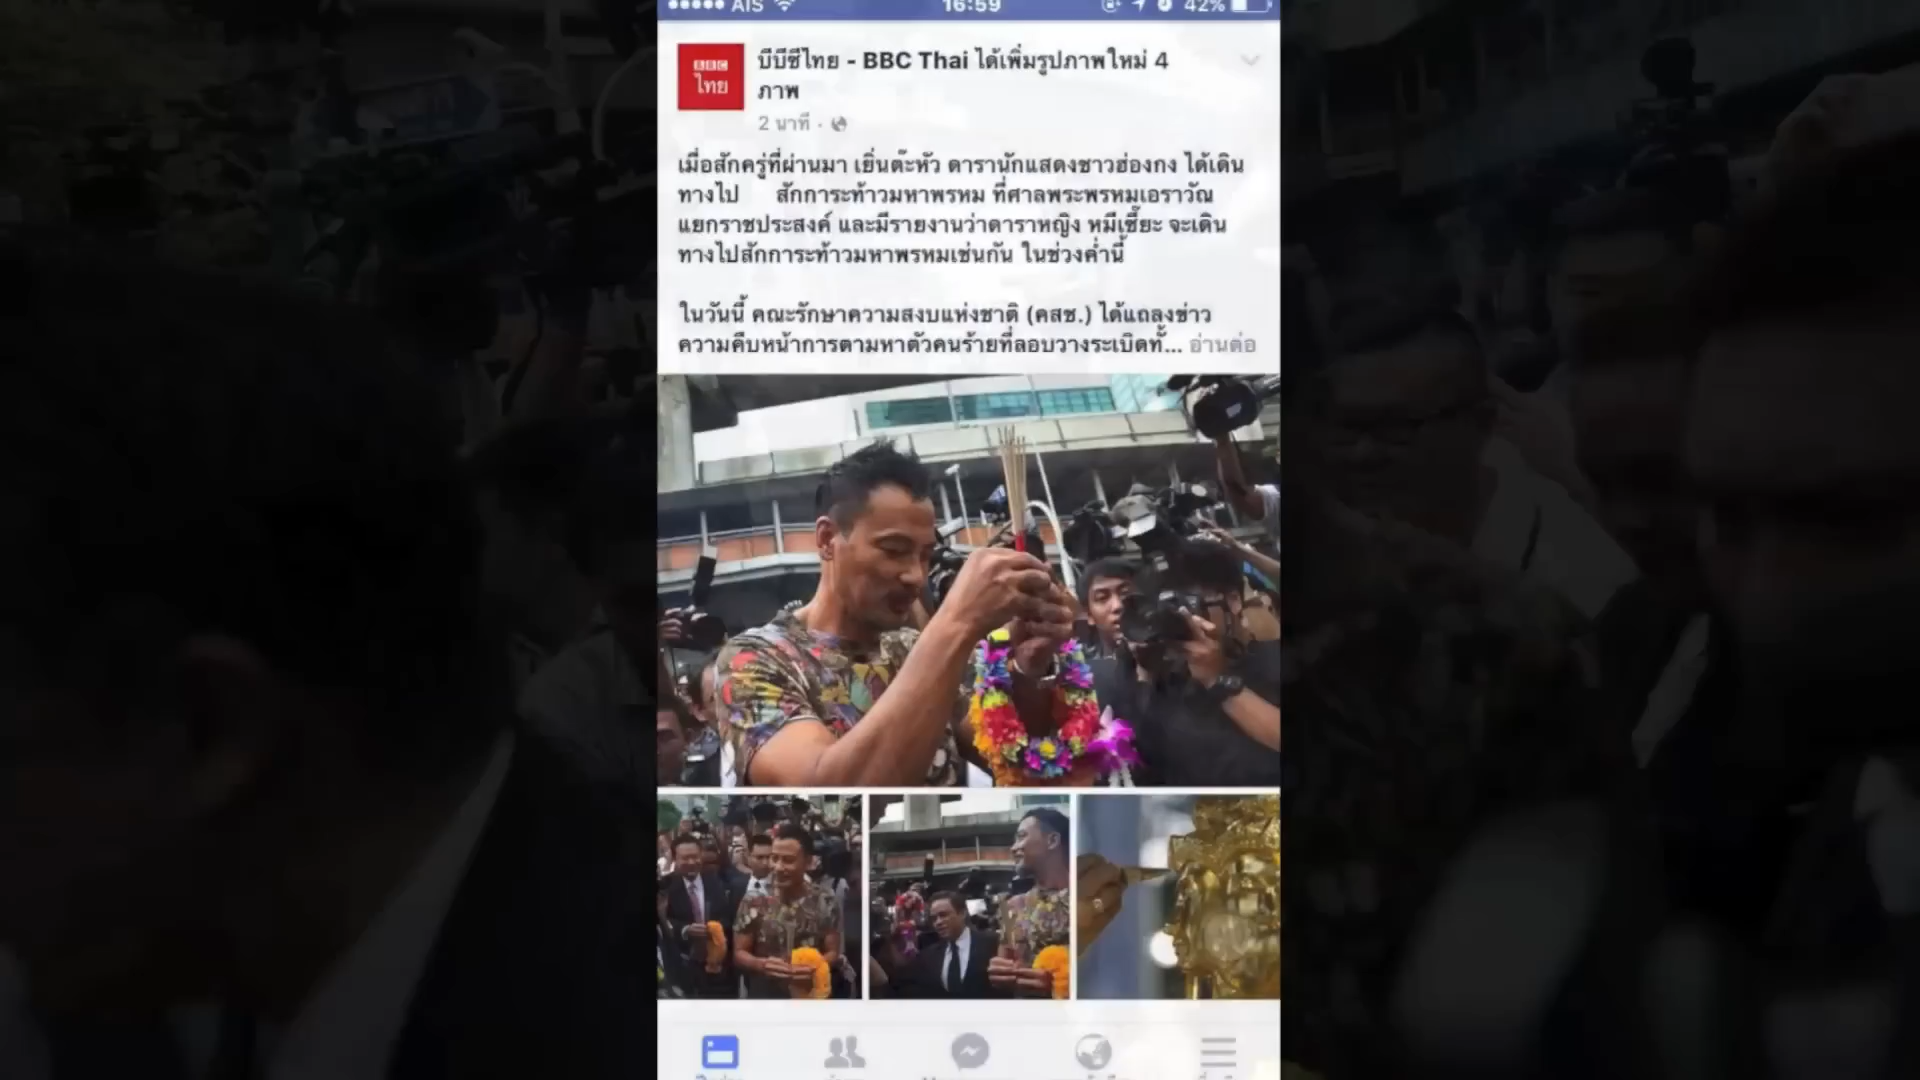 AIS 16:59 42%
BBC
ไทย
บีบีซีไทย - BBC Thai ได้เพิ่มรูปภาพใหม่ 4
ภาพ
2 นาที ·
เมื่อสักครู่ที่ผ่านมา เยิ่นต๊ะหัว ดารานักแสดงชาวฮ่องกง ได้เดิน
ทางไป สักการะท้าวมหาพรหม ที่ศาลพระพรหมเอราวัณ
แยกราชประสงค์ และมีรายงานว่าดาราหญิง หมีเซี๊ยะ จะเดิน
ทางไปสักการะท้าวมหาพรหมเช่นกัน ในช่วงค่ำนี้
ในวันนี้ คณะรักษาความสงบแห่งชาติ (คสช.) ได้แถลงข่าว
ความคืบหน้าการตามหาตัวคนร้ายที่ลอบวางระเบิดทั้... อ่านต่อ